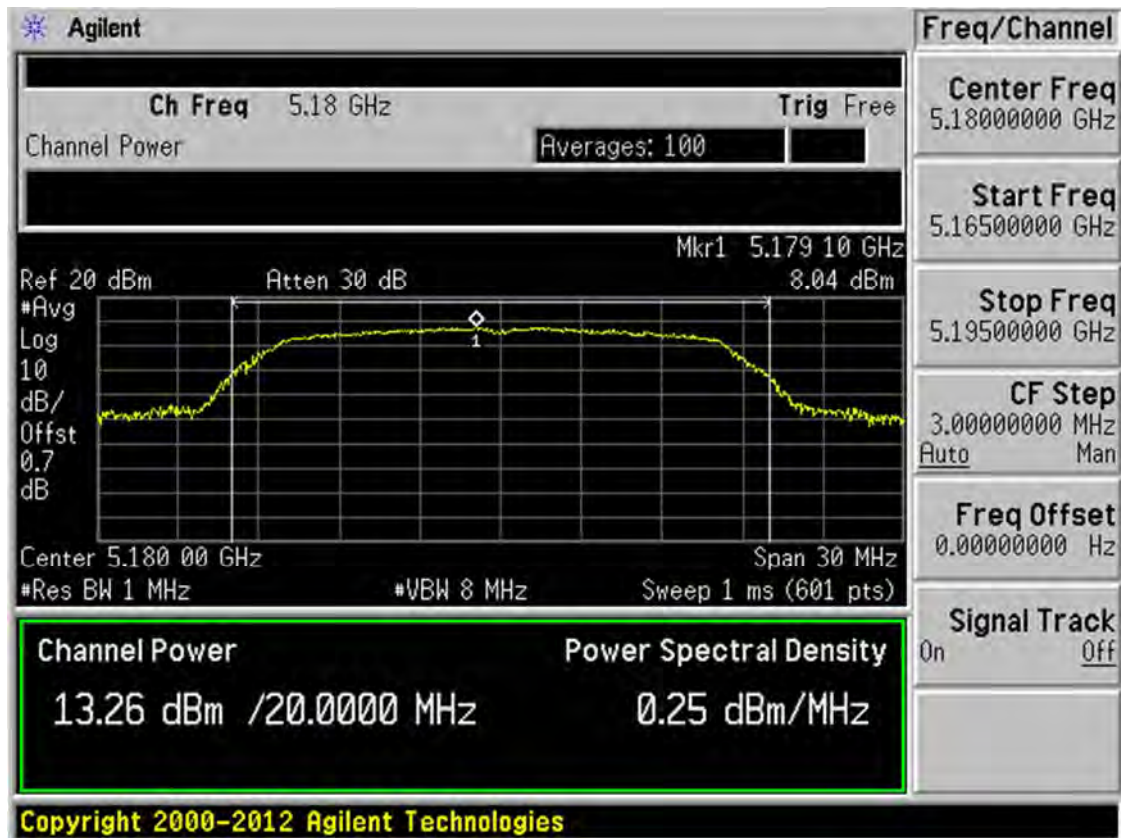 Agilent
Freq/Channel
Ch Freq 5.18 GHz Trig Free
Channel Power Averages: 100
Center Freq
5.18000000 GHz
Start Freq
5.16500000 GHz
Stop Freq
5.19500000 GHz
CF Step
3.00000000 MHz
Auto Man
Freq Offset
0.00000000 Hz
Signal Track
On Off
Mkr1 5.179 10 GHz
Ref 20 dBm Atten 30 dB 8.04 dBm
#Avg
Log
10
dB/
Offst
0.7
dB
1
Center 5.180 00 GHz Span 30 MHz
#Res BW 1 MHz #VBW 8 MHz Sweep 1 ms (601 pts)
Channel Power Power Spectral Density
13.26 dBm /20.0000 MHz 0.25 dBm/MHz
Copyright 2000-2012 Agilent Technologies